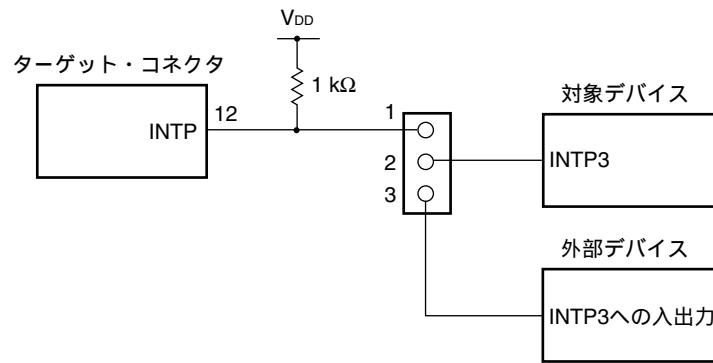 VDD
ターゲット・コネクタ
1 kΩ
対象デバイス
INTP
12
1
2
3
INTP3
外部デバイス
INTP3への入出力